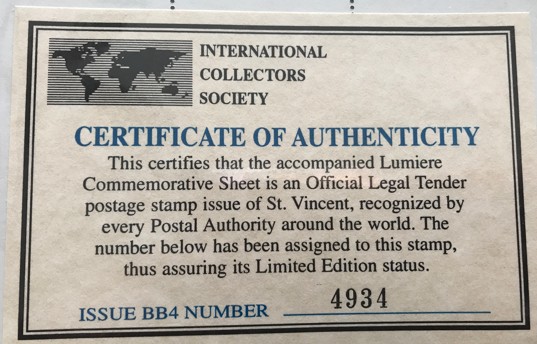 INTERNATIONAL
COLLECTORS
SOCIETY
CERTIFICATE OF AUTHENTICITY
This certifies that the accompanied Lumiere
Commemorative Sheet is an Official Legal Tender
postage stamp issue of St. Vincent, recognized by
every Postal Authority around the world. The
number below has been assigned to this stamp,
thus assuring its Limited Edition status.
ISSUE BB4 NUMBER 4934